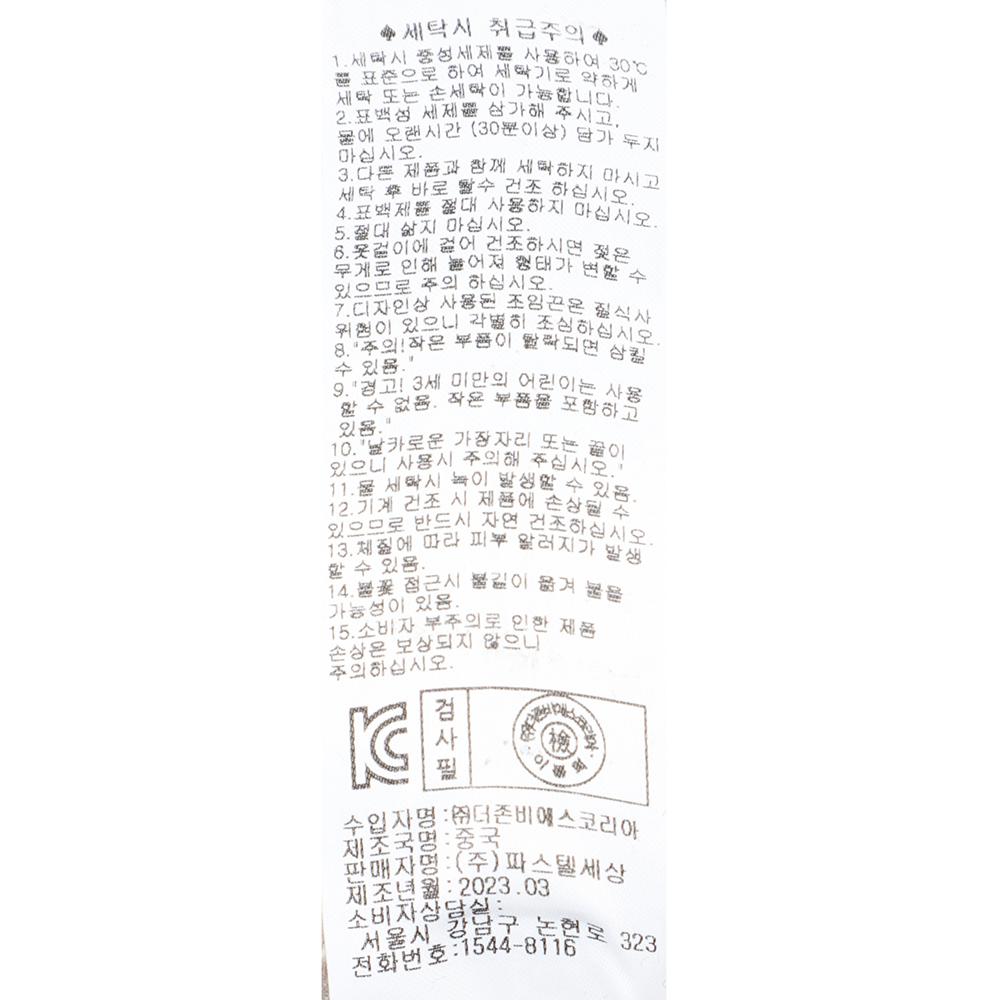 ♠세탁시 취급주의♠
1.세탁시 중성세제를 사용하여 30℃
를 표준으로 하여 세탁기로 약하게
세탁 또는 손세탁이 가능합니다.
2.표백성 세제를 삼가해 주시고,
물에 오랜시간 (30분이상) 담가 두지
마십시오.
3.다른 제품과 함께 세탁하지 마시고
세탁 후 바로 탈수 건조 하십시오.
4.표백제를 절대 사용하지 마십시오.
5.절대 삶지 마십시오.
6.옷걸이에 걸어 건조하시면 젖은
무게로 인해 늘어져 형태가 변할 수
있으므로 주의 하십시오.
7.디자인상 사용된 조임끈은 질식사
위험이 있으니 각별히 조심하십시오.
8."주의!작은 부품이 탈락되면 삼킬
수 있음."
9."경고! 3세 미만의 어린이는 사용
할 수 없음. 작은 부품을 포함하고
있음."
10."날카로운 가장자리 또는 끝이
있으니 사용시 주의해 주십시오."
11.물 세탁시 녹이 발생할 수 있음.
12.기계 건조 시 제품에 손상될 수
있으므로 반드시 자연 건조하십시오.
13.체질에 따라 피부 알러지가 발생
할 수 있음.
14.불꽃 접근시 불길이 옮겨 붙을
가능성이 있음.
15.소비자 부주의로 인한 제품
손상은 보상되지 않으니
주의하십시오.
KC
검사필
㈜더존비에스코리아
檢
수입자명:㈜더존비에스코리아
제조국명:중국
판매자명:(주)파스텔세상
제조년월:2023.03
소비자상담실:
서울시 강남구 논현로 323
전화번호:1544-8116